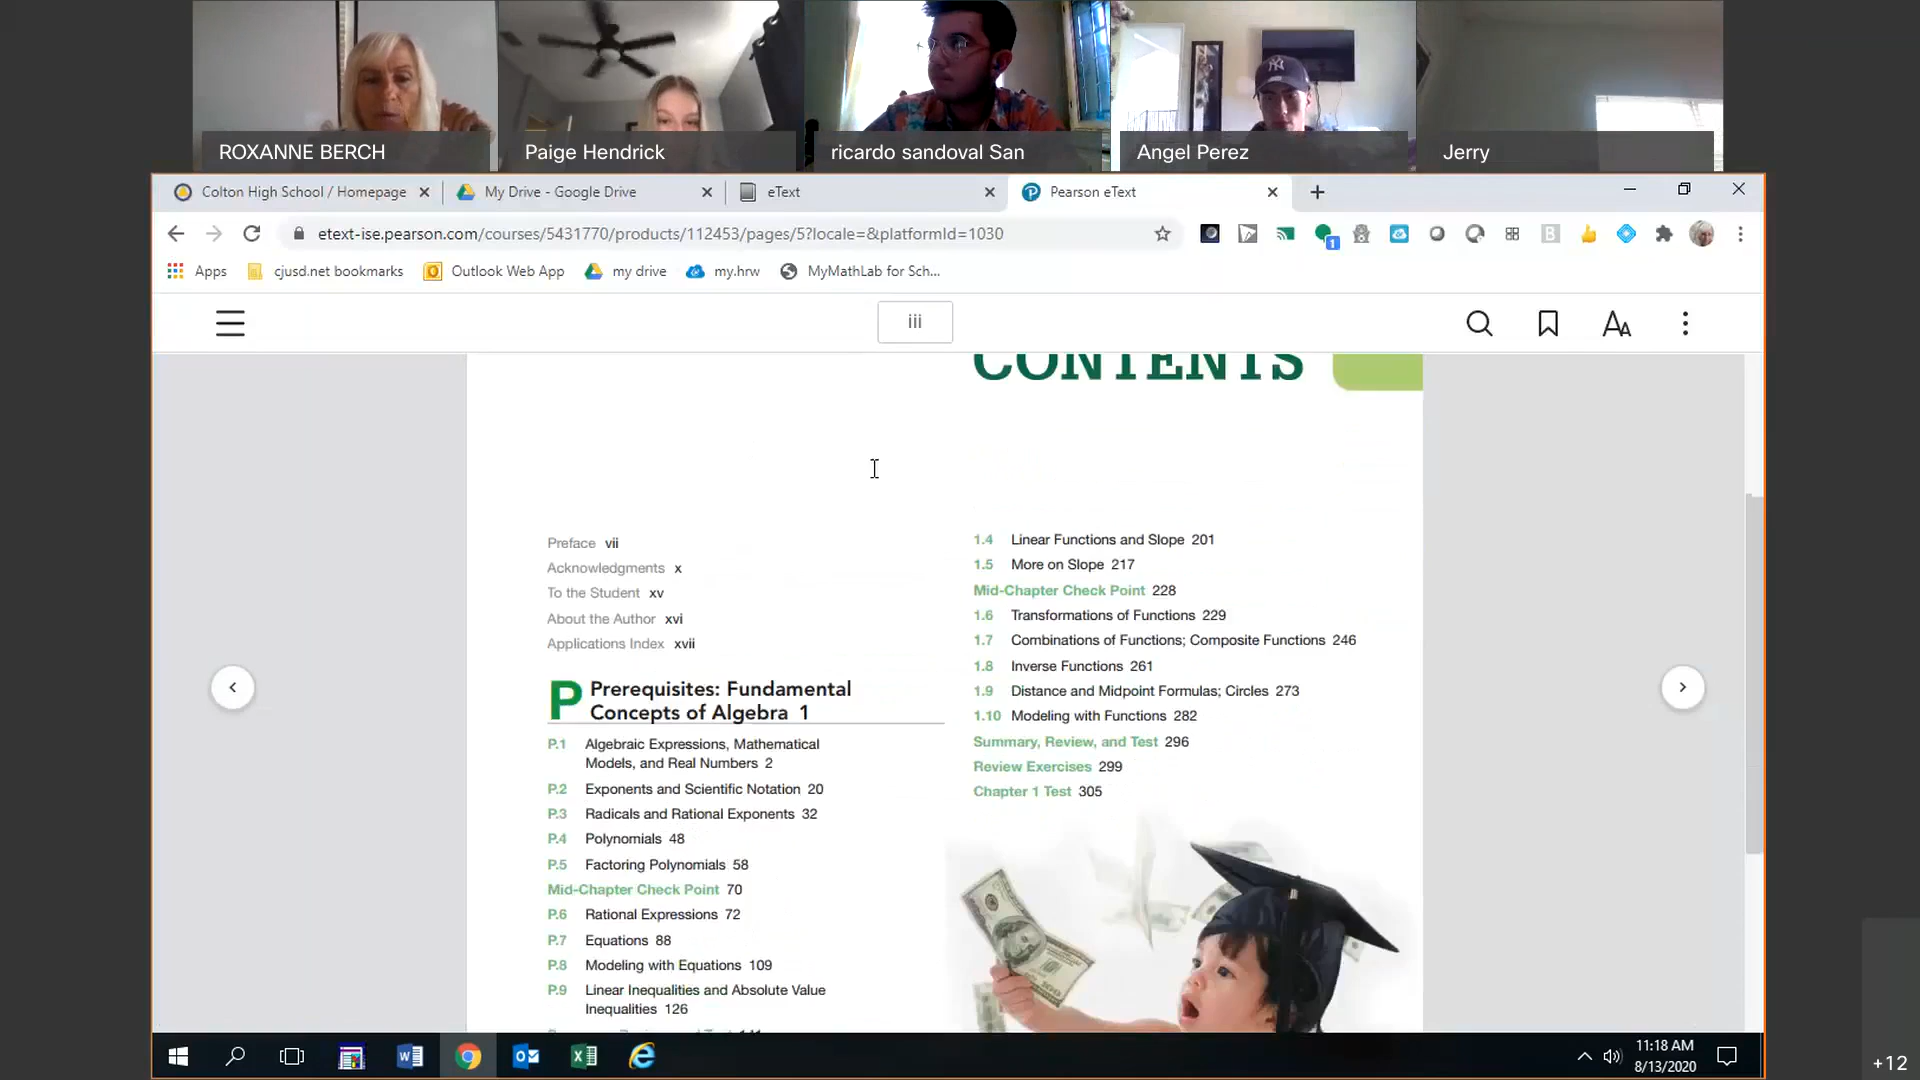 ROXANNE BERCH
Paige Hendrick
ricardo sandoval San
Angel Perez
Jerry
Colton High School / Homepage
My Drive - Google Drive
eText
Pearson eText
etext-ise.pearson.com/courses/5431770/products/112453/pages/5?locale=&platformId=1030
1
B
Apps
cjusd.net bookmarks
Outlook Web App
my drive
my.hrw
MyMathLab for Sch...
iii
CONTENTS
Preface vii
Acknowledgments x
To the Student xv
About the Author xvi
Applications Index xvii
P Prerequisites: Fundamental
Concepts of Algebra 1
P.1 Algebraic Expressions, Mathematical
Models, and Real Numbers 2
P.2 Exponents and Scientific Notation 20
P.3 Radicals and Rational Exponents 32
P.4 Polynomials 48
P.5 Factoring Polynomials 58
Mid-Chapter Check Point 70
P.6 Rational Expressions 72
P.7 Equations 88
P.8 Modeling with Equations 109
P.9 Linear Inequalities and Absolute Value
Inequalities 126
1.4 Linear Functions and Slope 201
1.5 More on Slope 217
Mid-Chapter Check Point 228
1.6 Transformations of Functions 229
1.7 Combinations of Functions; Composite Functions 246
1.8 Inverse Functions 261
1.9 Distance and Midpoint Formulas; Circles 273
1.10 Modeling with Functions 282
Summary, Review, and Test 296
Review Exercises 299
Chapter 1 Test 305
11:18 AM
8/13/2020
+12